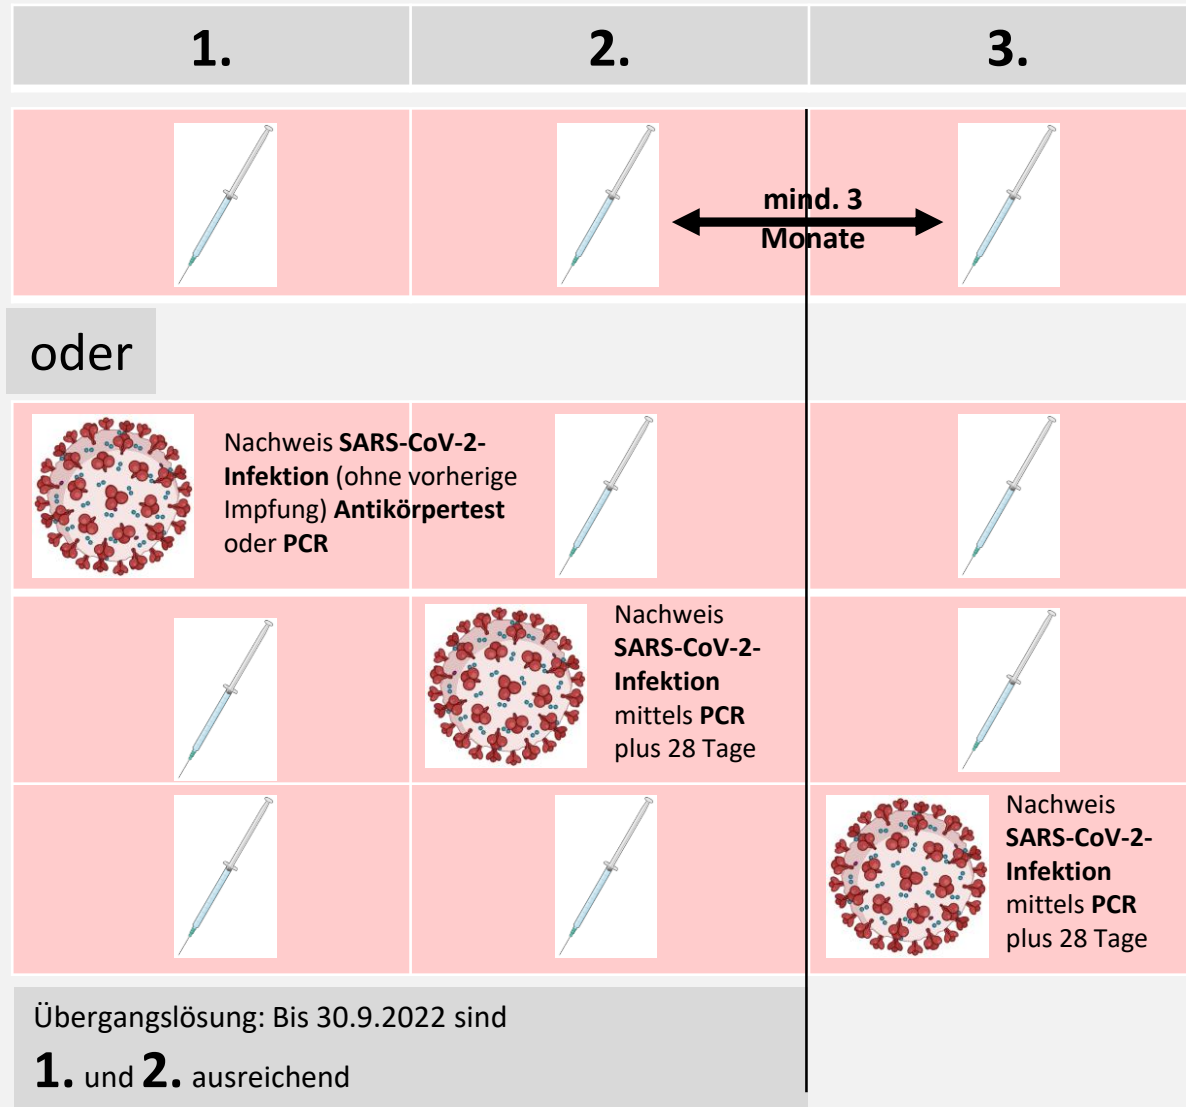 1.
2.
3.
mind. 3
Monate
oder
Nachweis SARS-CoV-2-
Infektion (ohne vorherige
Impfung) Antikörpertest
oder PCR
Nachweis
SARS-CoV-2-
Infektion
mittels PCR
plus 28 Tage
Nachweis
SARS-CoV-2-
Infektion
mittels PCR
plus 28 Tage
Übergangslösung: Bis 30.9.2022 sind
1. und 2. ausreichend